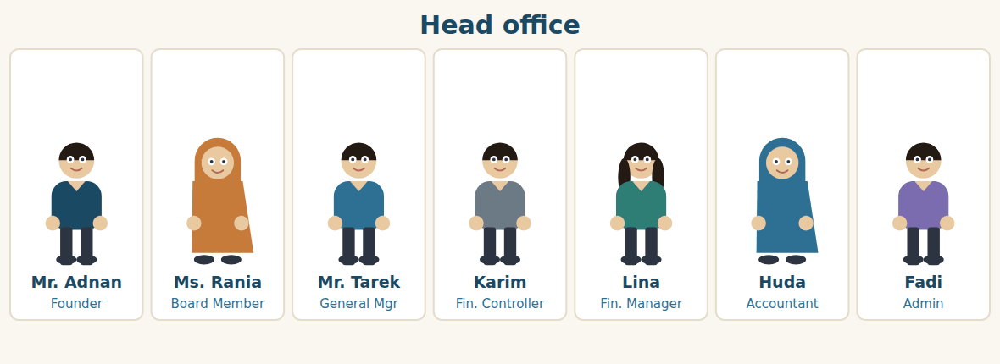 Head office
Mr. Adnan
Founder
Ms. Rania
Board Member
Mr. Tarek
General Mgr
Karim
Fin. Controller
Lina
Fin. Manager
Huda
Accountant
Fadi
Admin